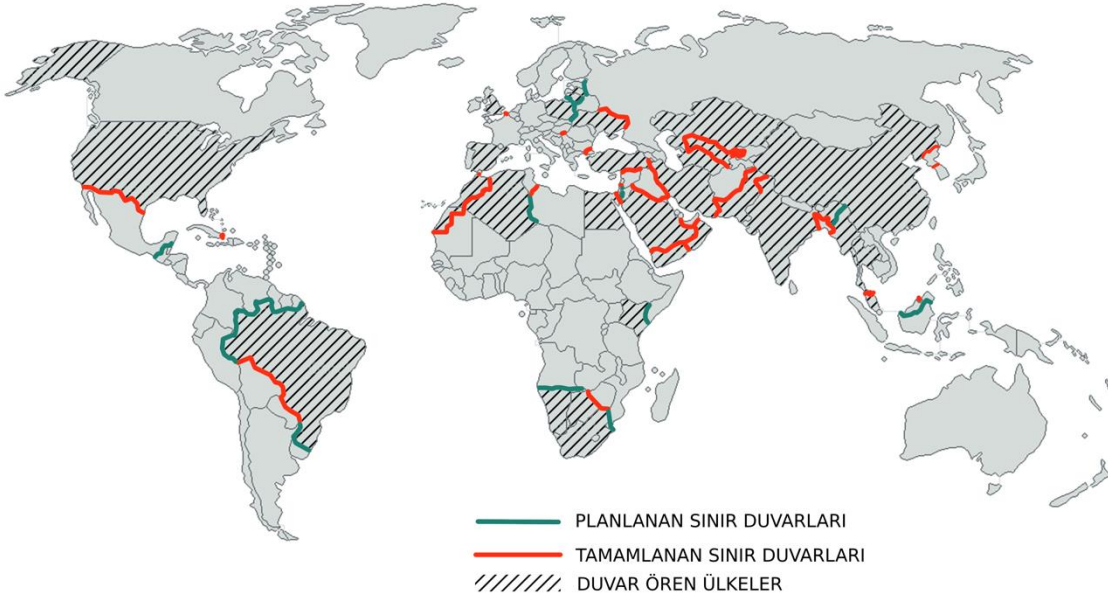 PLANLANAN SINIR DUVARLARI
TAMAMLANAN SINIR DUVARLARI
DUVAR ÖREN ÜLKELER